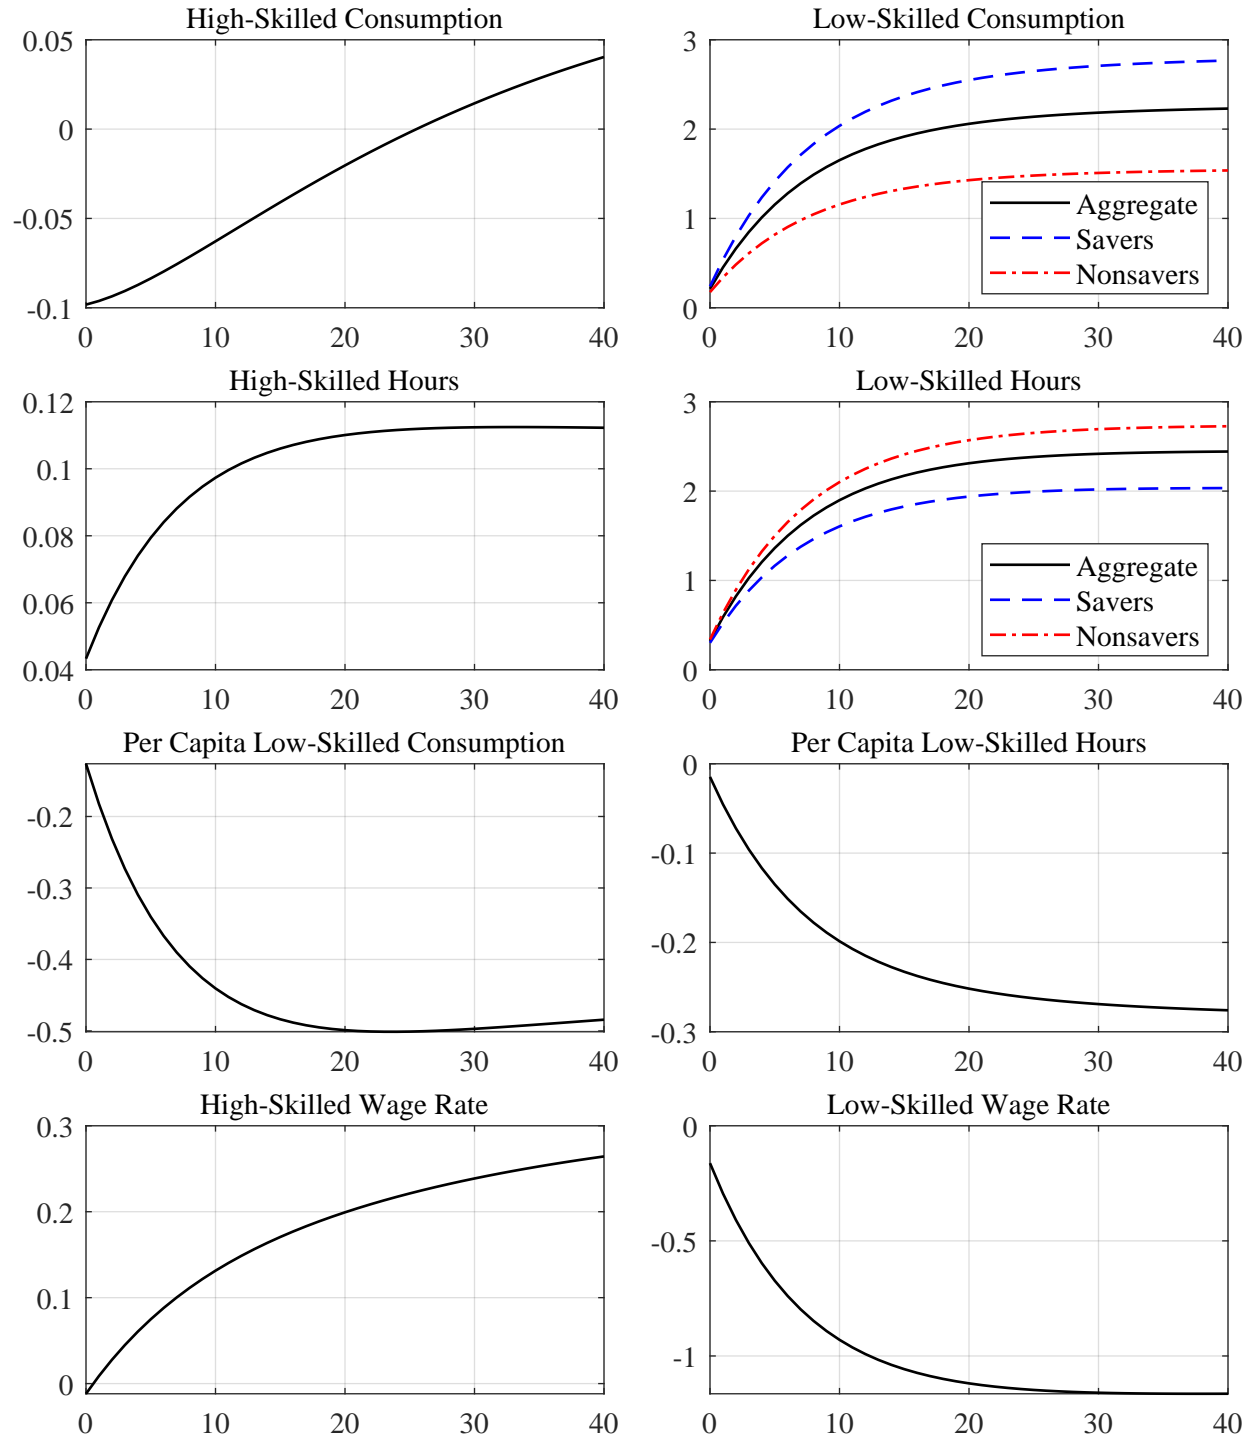 High-Skilled Consumption
0.05
0
-0.05
-0.1
0 10 20 30 40
Low-Skilled Consumption
3
2
1
0
Aggregate
Savers
Nonsavers
0 10 20 30 40
High-Skilled Hours
0.12
0.1
0.08
0.06
0.04
0 10 20 30 40
Low-Skilled Hours
3
2
1
0
Aggregate
Savers
Nonsavers
0 10 20 30 40
Per Capita Low-Skilled Consumption
-0.2
-0.3
-0.4
-0.5
0 10 20 30 40
Per Capita Low-Skilled Hours
0
-0.1
-0.2
-0.3
0 10 20 30 40
High-Skilled Wage Rate
0.3
0.2
0.1
0
0 10 20 30 40
Low-Skilled Wage Rate
0
-0.5
-1
0 10 20 30 40